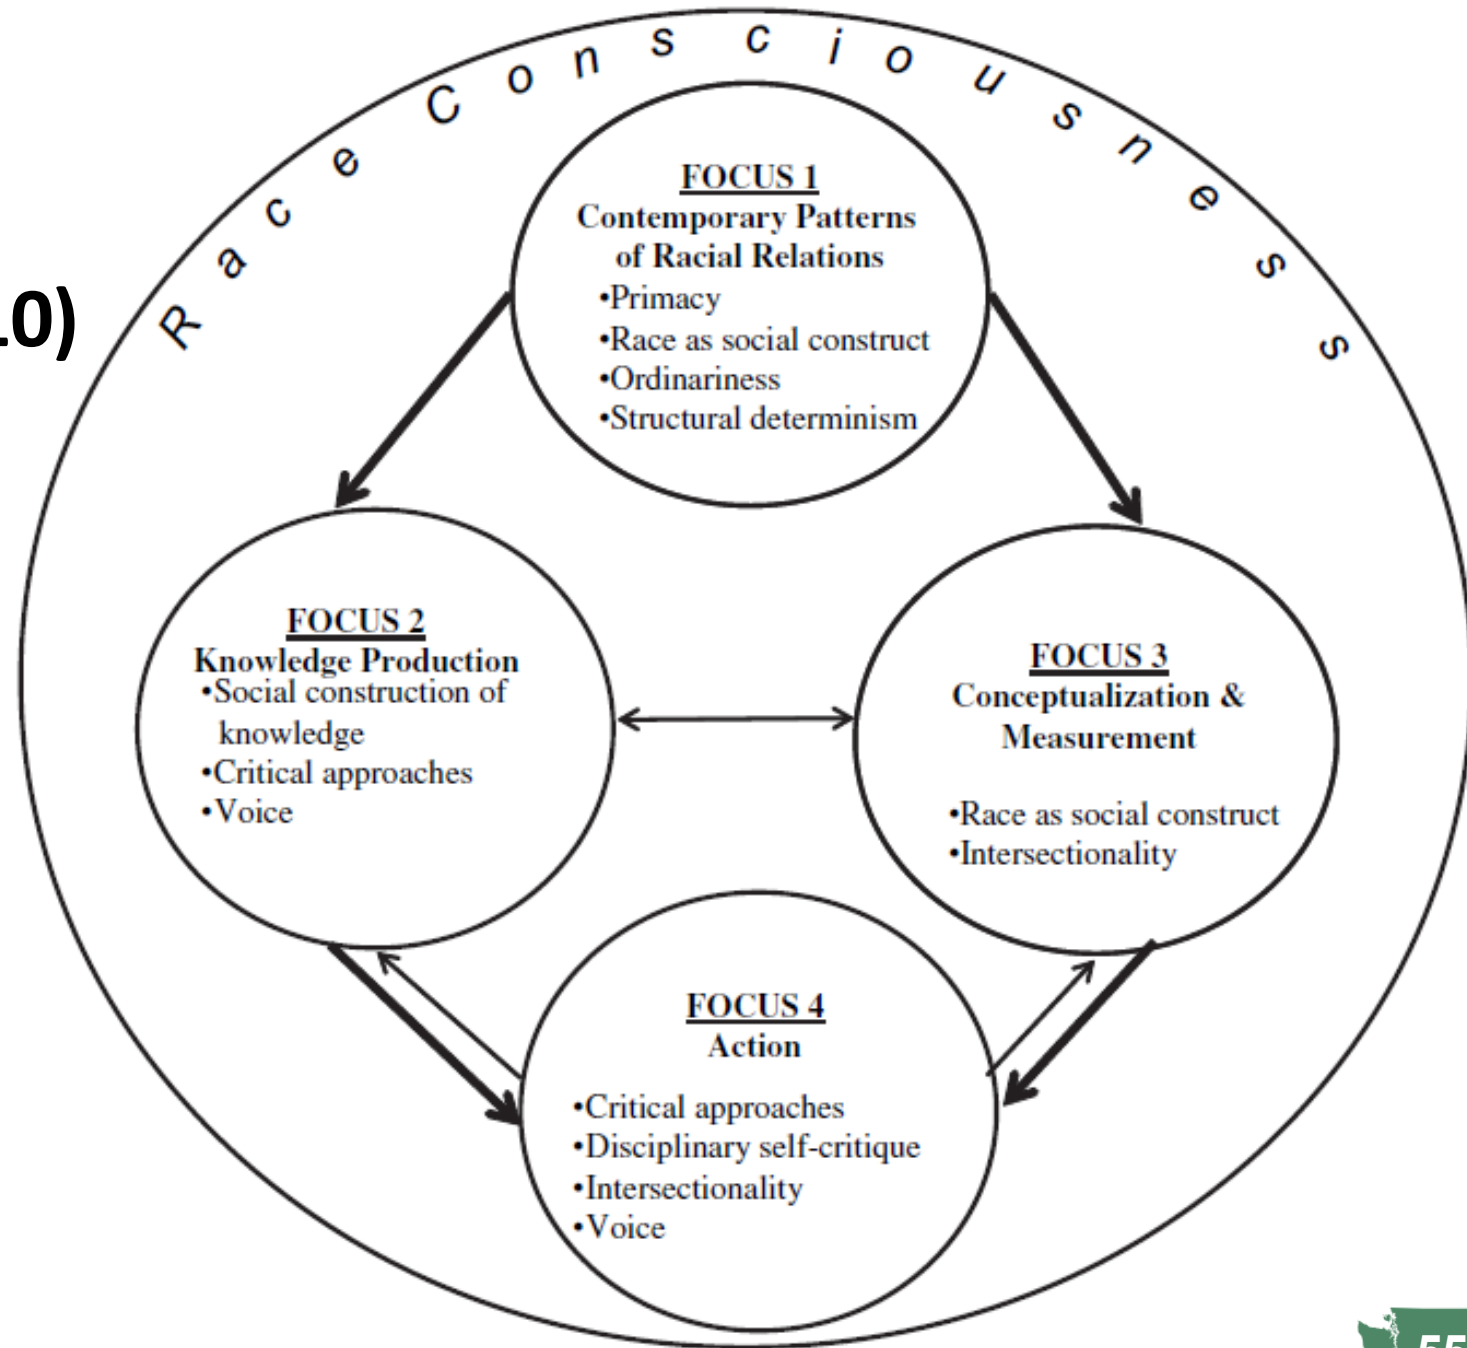 Race Consciousness
.0)
FOCUS 1
Contemporary Patterns
of Racial Relations
•Primacy
•Race as social construct
•Ordinariness
•Structural determinism
FOCUS 2
Knowledge Production
•Social construction of
knowledge
•Critical approaches
•Voice
FOCUS 3
Conceptualization &
Measurement
•Race as social construct
•Intersectionality
FOCUS 4
Action
•Critical approaches
•Disciplinary self-critique
•Intersectionality
•Voice
55